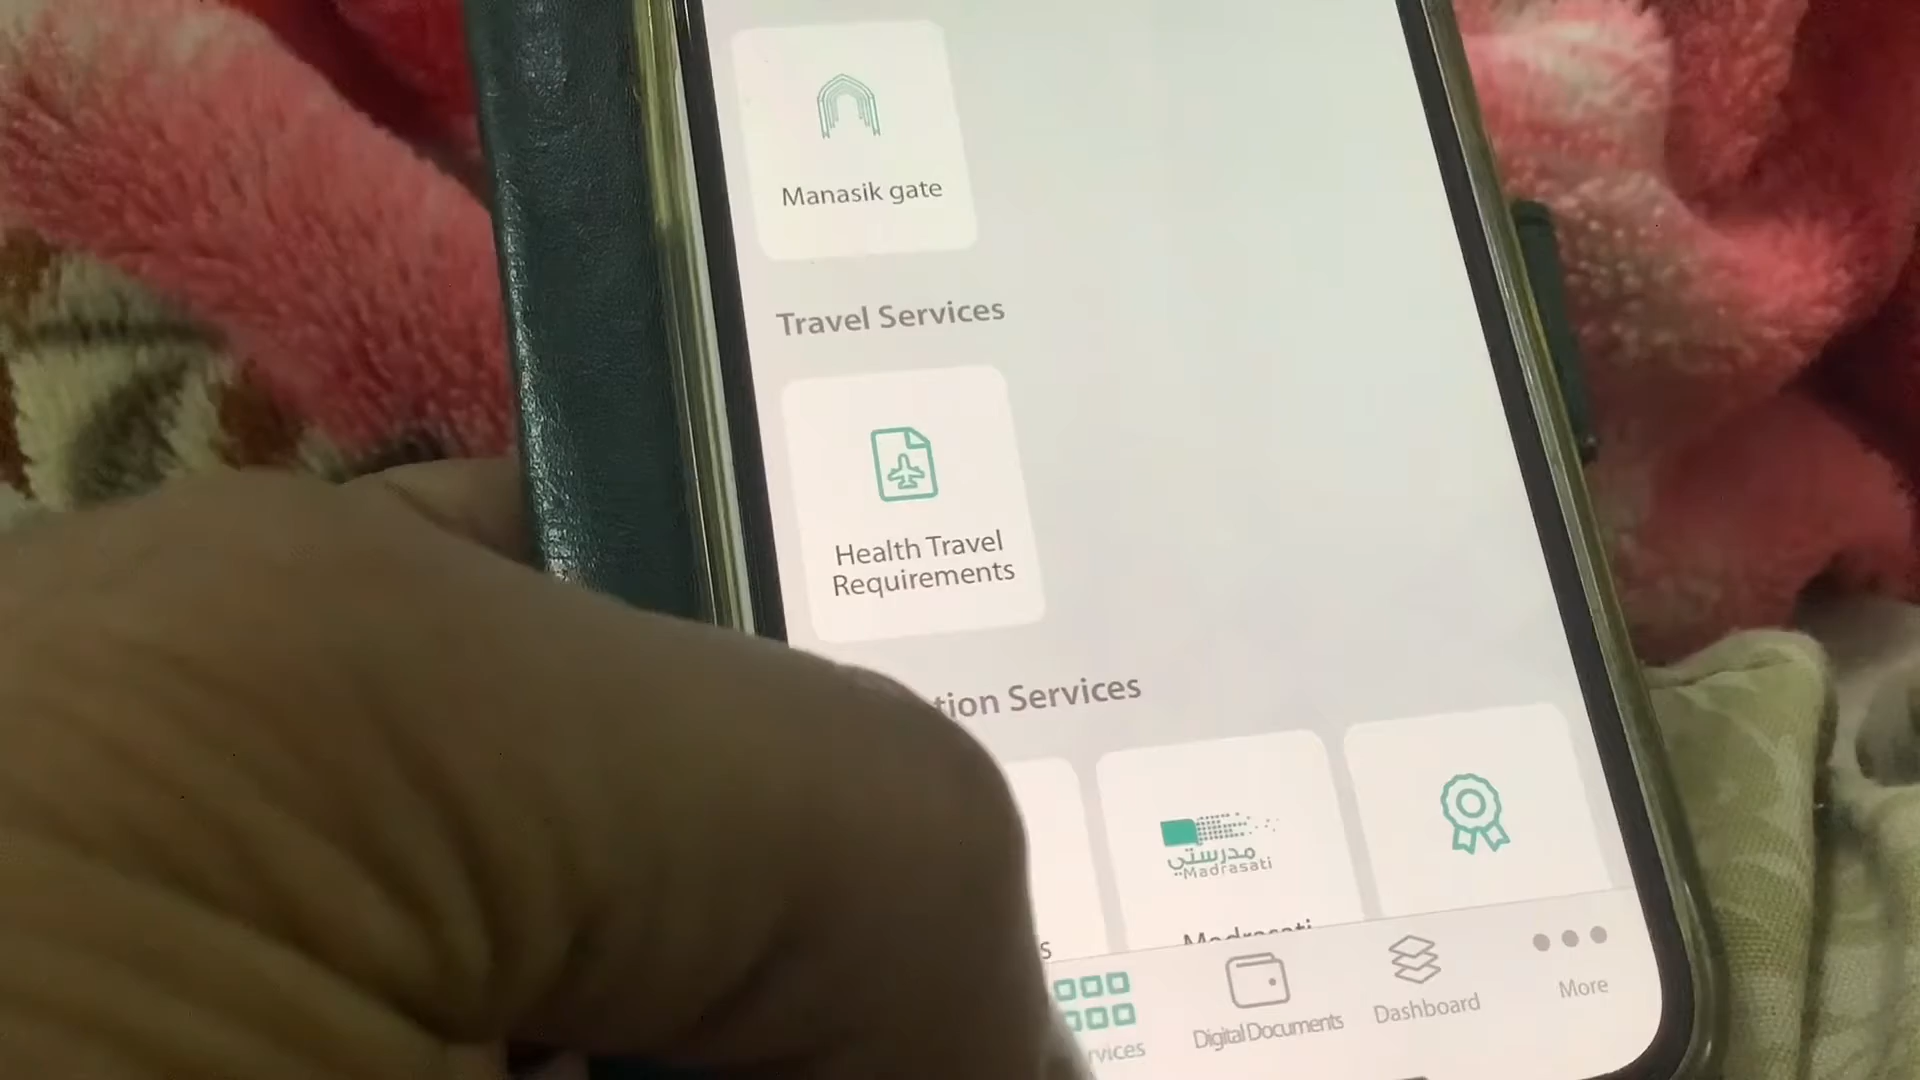 Manasik gate
Travel Services
Health Travel
Requirements
tion Services
مدرستي
Madrasati
s
Madrasati
rvices
Digital Documents
Dashboard
More